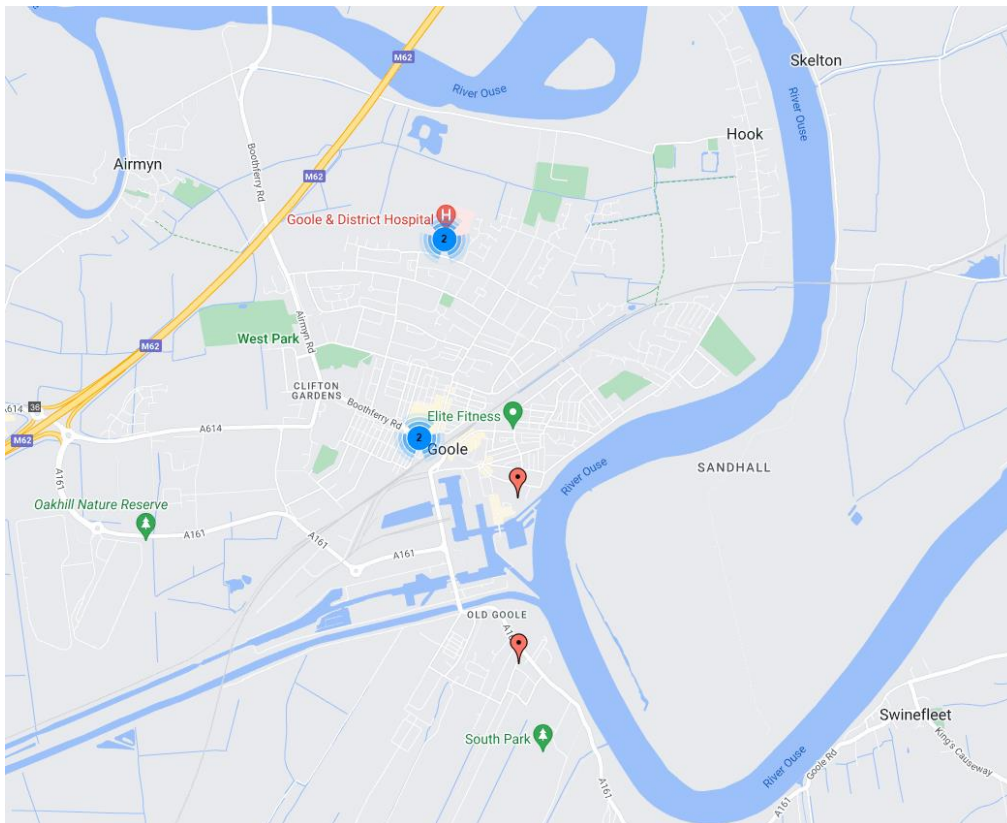 M62
River Ouse
Skelton
River Ouse
Hook
Airmyn
Boothferry Rd
M62
Goole & District Hospital
H
2
Airmyn Rd
West Park
M62
CLIFTON
GARDENS
Boothferry Rd
Elite Fitness
A614
36
A614
M62
2
Goole
River Ouse
SANDHALL
A161
Oakhill Nature Reserve
A161
A161
A161
OLD GOOLE
South Park
Swinefleet
King's Causeway
River Ouse
Goole Rd
A161
A161